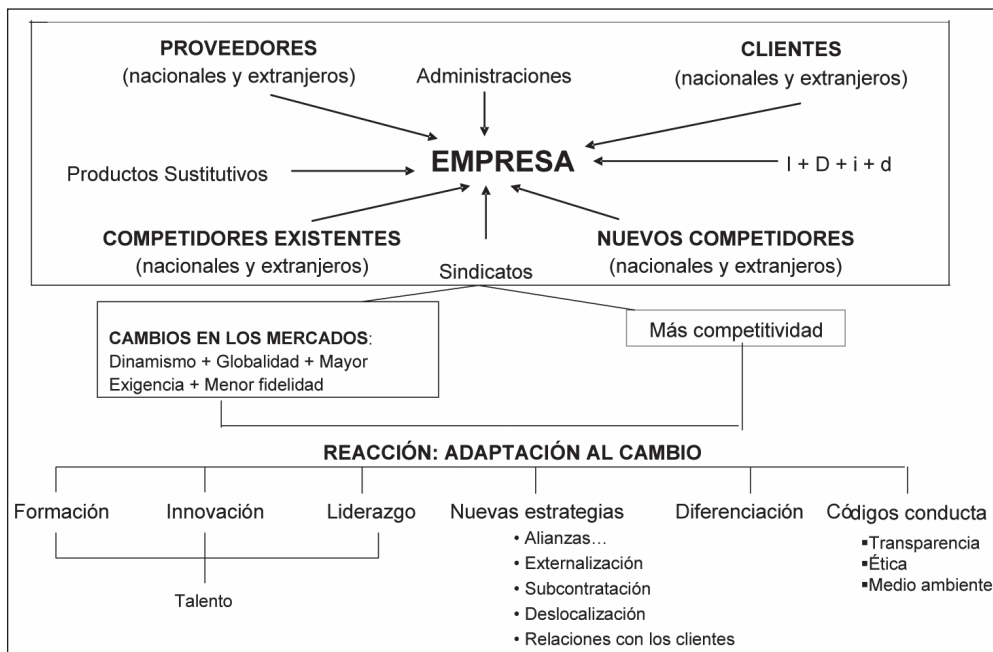 PROVEEDORES
(nacionales y extranjeros)
Administraciones
CLIENTES
(nacionales y extranjeros)
EMPRESA
Productos Sustitutivos
I + D + i + d
COMPETIDORES EXISTENTES
(nacionales y extranjeros)
NUEVOS COMPETIDORES
(nacionales y extranjeros)
Sindicatos
CAMBIOS EN LOS MERCADOS:
Dinamismo + Globalidad + Mayor
Exigencia + Menor fidelidad
Más competitividad
REACCIÓN: ADAPTACIÓN AL CAMBIO
Formación
Innovación
Liderazgo
Talento
Nuevas estrategias
• Alianzas…
• Externalización
• Subcontratación
• Deslocalización
• Relaciones con los clientes
Diferenciación
Códigos conducta
▪Transparencia
▪Ética
▪Medio ambiente